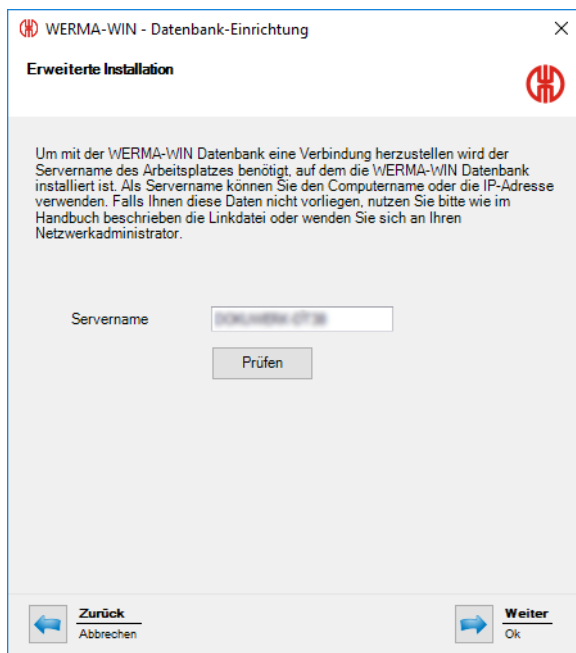 WERMA-WIN - Datenbank-Einrichtung
Erweiterte Installation
Um mit der WERMA-WIN Datenbank eine Verbindung herzustellen wird der
Servername des Arbeitsplatzes benötigt, auf dem die WERMA-WIN Datenbank
installiert ist. Als Servername können Sie den Computername oder die IP-Adresse
verwenden. Falls Ihnen diese Daten nicht vorliegen, nutzen Sie bitte wie im
Handbuch beschrieben die Linkdatei oder wenden Sie sich an Ihren
Netzwerkadministrator.
Servername
Prüfen
Zurück
Abbrechen
Weiter
Ok